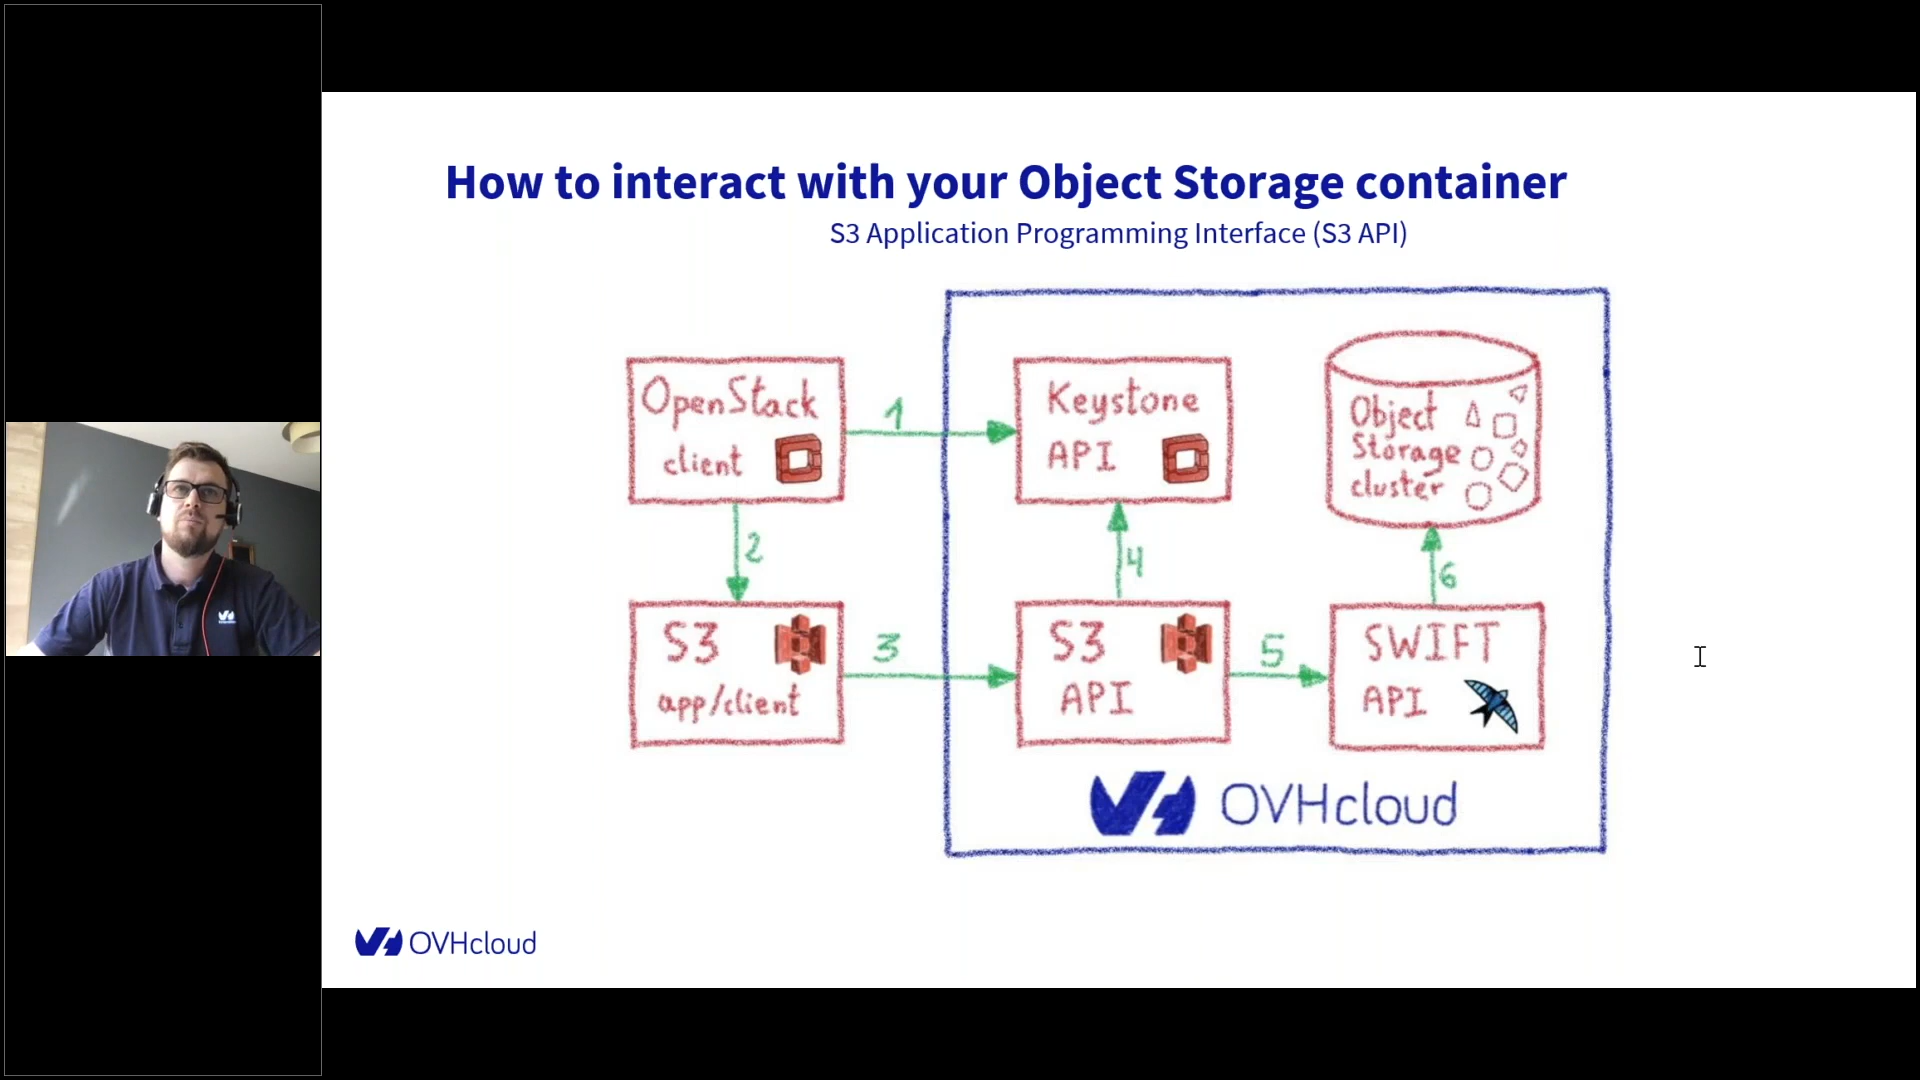 How to interact with your Object Storage container
S3 Application Programming Interface (S3 API)
OpenStack
client
1
Keystone
API
Object
Storage
cluster
2
4
6
S3
app/client
3
S3
API
5
SWIFT
API
OVHcloud
OVHcloud